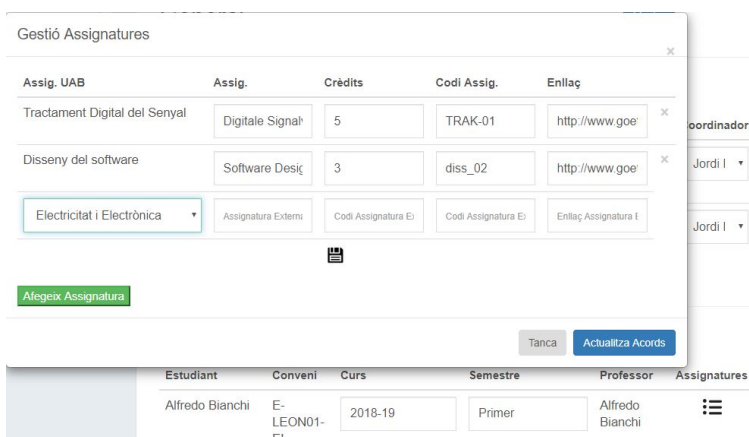 Gestió Assignatures
×
Assig. UAB Assig. Crèdits Codi Assig. Enllaç
Tractament Digital del Senyal Digitale Signal 5 TRAK-01 http://www.goe ×
Disseny del software Software Desig 3 diss_02 http://www.goe ×
Electricitat i Electrònica Assignatura Externa Codi Assignatura Ex Codi Assignatura Ex Enllaç Assignatura E
Afegeix Assignatura
Tanca Actualitza Acords
oordinador
Jordi
Jordi
Estudiant Conveni Curs Semestre Professor Assignatures
Alfredo Bianchi E-LEON01- 2018-19 Primer Alfredo Bianchi